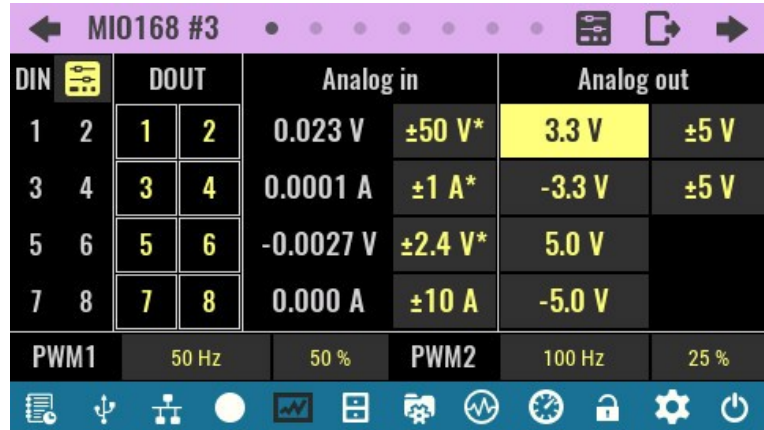 MIO168 #3
DIN DOUT Analog in Analog out
1 2 1 2 0.023 V ±50 V* 3.3 V ±5 V
3 4 3 4 0.0001 A ±1 A* -3.3 V ±5 V
5 6 5 6 -0.0027 V ±2.4 V* 5.0 V
7 8 7 8 0.000 A ±10 A -5.0 V
PWM1 50 Hz 50 % PWM2 100 Hz 25 %